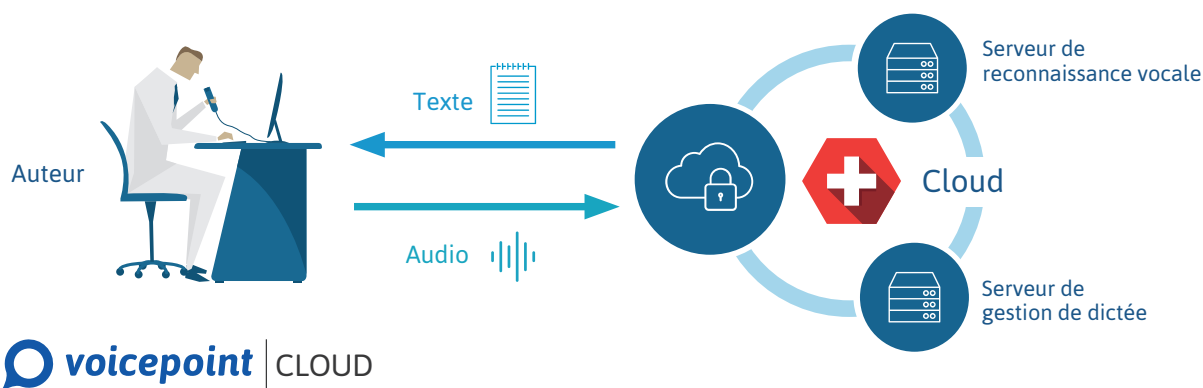 Serveur de
reconnaissance vocale
Texte
Auteur
Cloud
Audio
Serveur de
gestion de dictée
voicepoint | CLOUD